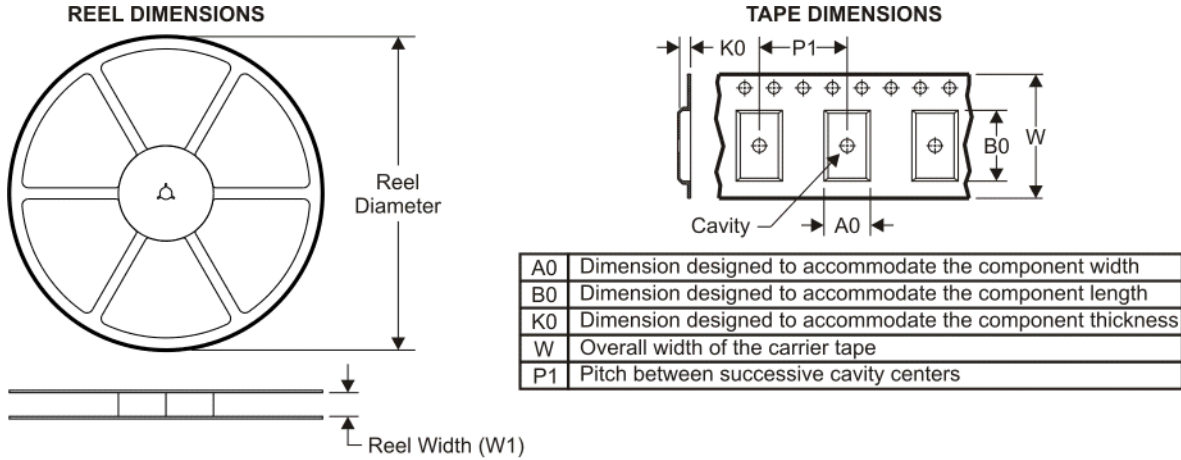 REEL DIMENSIONS
Reel
Diameter
Reel Width (W1)
TAPE DIMENSIONS
K0
P1
B0
W
Cavity
A0
A0 Dimension designed to accommodate the component width
B0 Dimension designed to accommodate the component length
K0 Dimension designed to accommodate the component thickness
W Overall width of the carrier tape
P1 Pitch between successive cavity centers